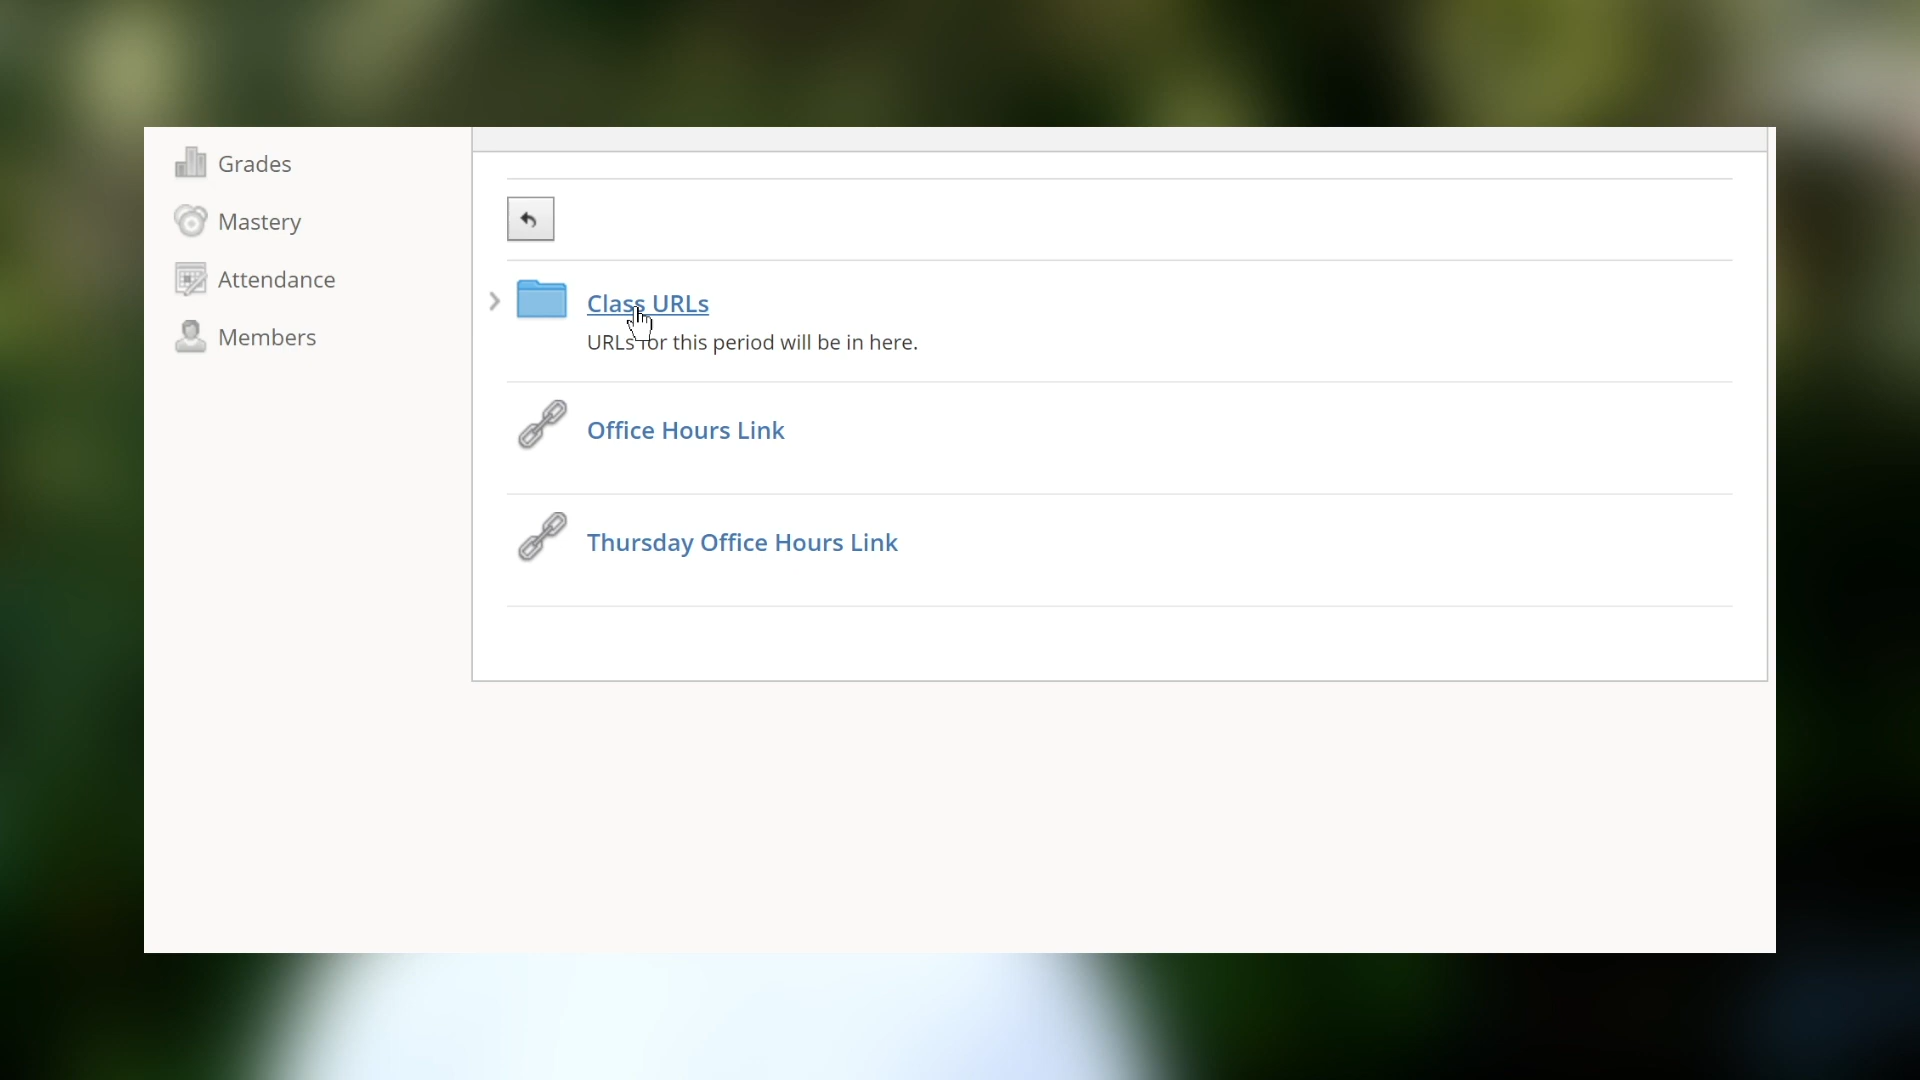 Grades
Mastery
Attendance
Members
Class URLs
URLs for this period will be in here.
Office Hours Link
Thursday Office Hours Link